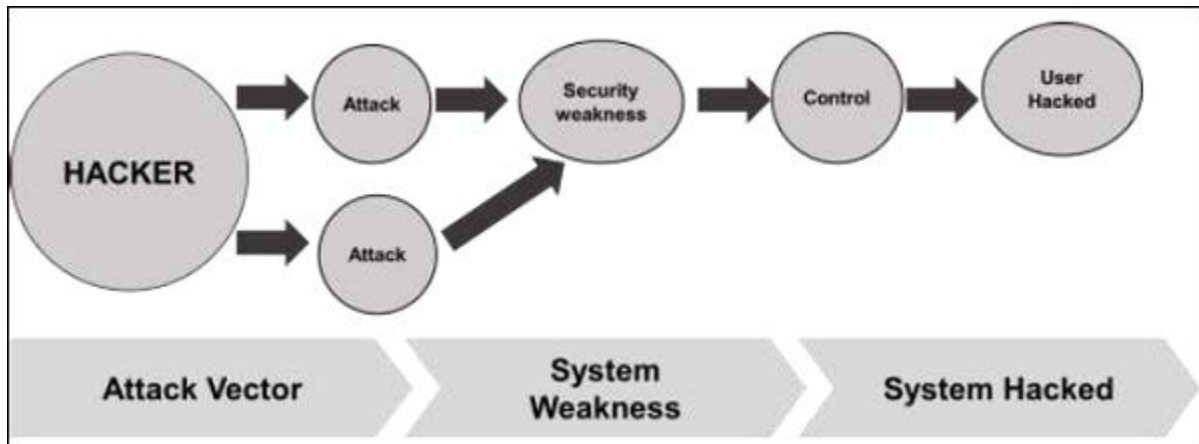 HACKER
Attack
Attack
Security
weakness
Control
User
Hacked
Attack Vector
System
Weakness
System Hacked